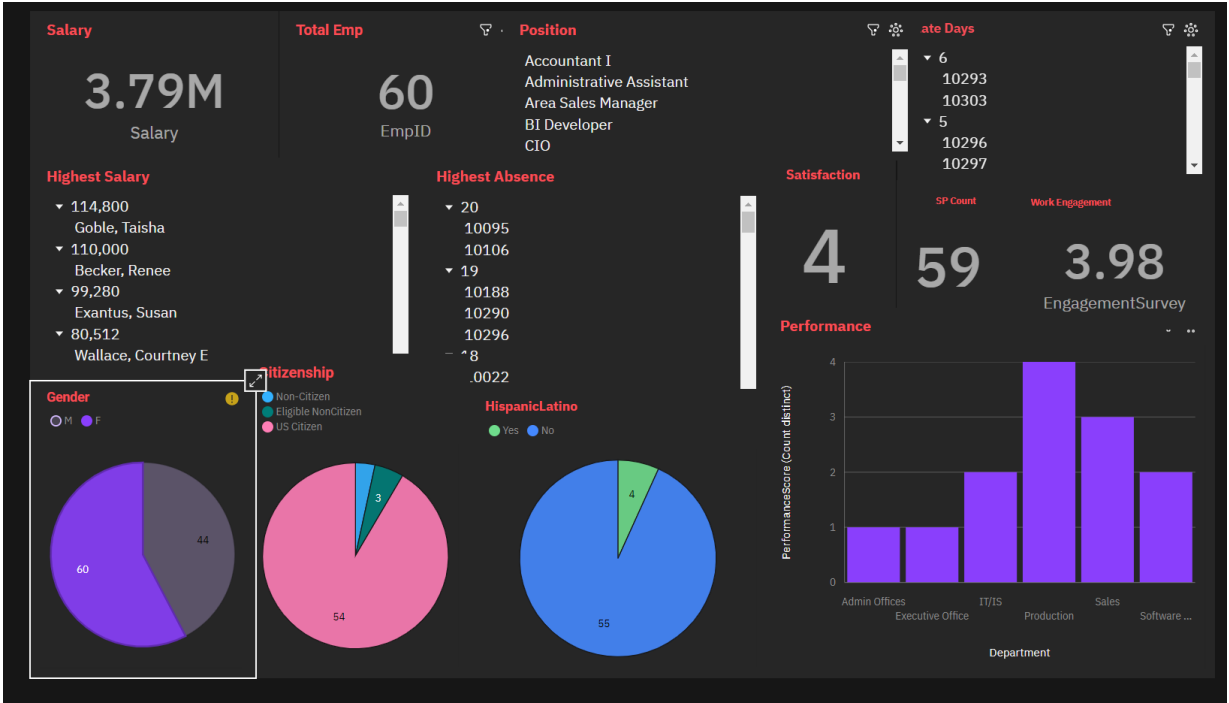 Salary
3.79M
Salary
Total Emp
60
EmpID
Position
Accountant I
Administrative Assistant
Area Sales Manager
BI Developer
CIO
ate Days
6
10293
10303
5
10296
10297
Highest Salary
114,800
Goble, Taisha
110,000
Becker, Renee
99,280
Exantus, Susan
80,512
Wallace, Courtney E
Highest Absence
20
10095
10106
19
10188
10290
10296
8
0022
Satisfaction
4
SP Count
59
Work Engagement
3.98
EngagementSurvey
Gender
M F
60
44
Citizenship
Non-Citizen
Eligible NonCitizen
US Citizen
3
54
HispanicLatino
Yes No
4
55
Performance
PerformanceScore (Count distinct)
4
3
2
1
0
Admin Offices
Executive Office
IT/IS
Production
Sales
Software ...
Department